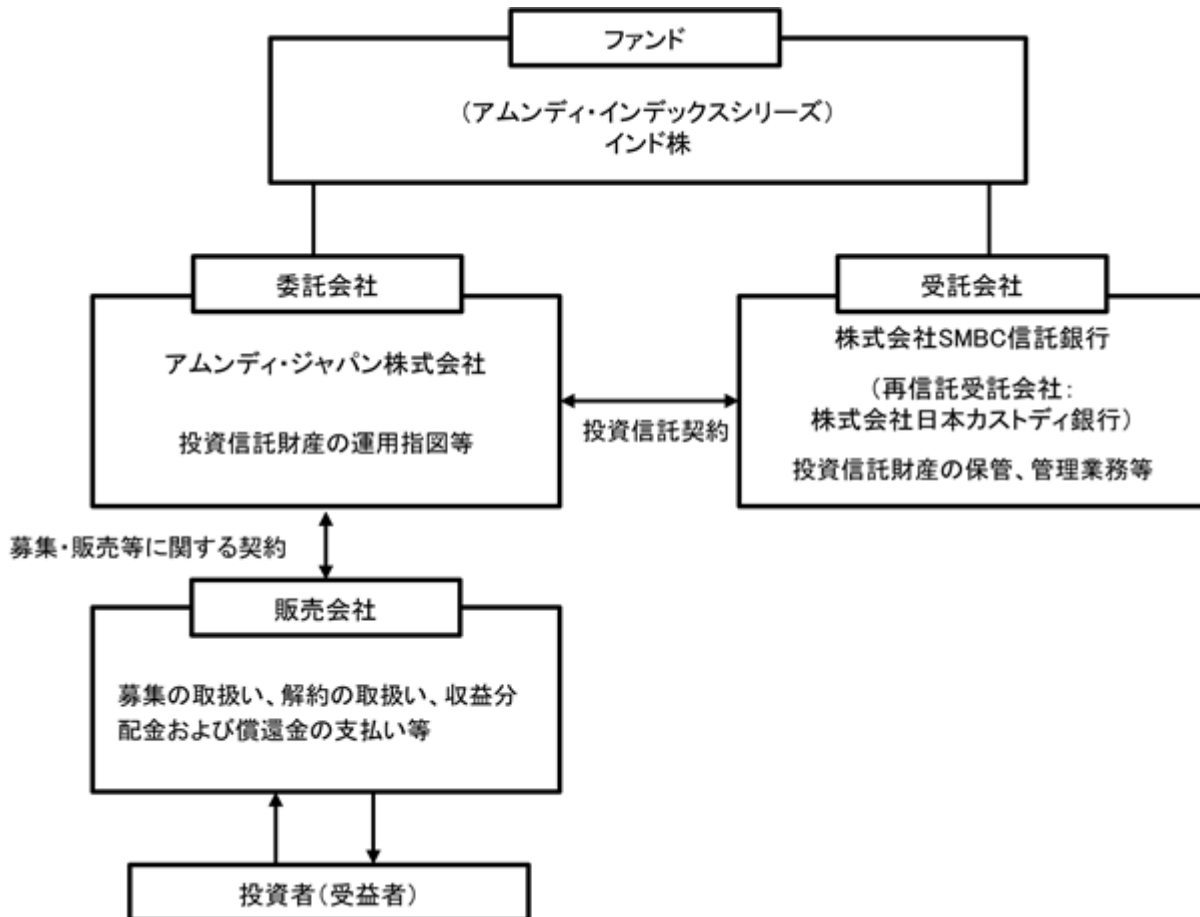 ファンド
(アムンディ・インデックスシリーズ)
インド株
委託会社
アムンディ・ジャパン株式会社
投資信託財産の運用指図等
投資信託契約
受託会社
株式会社SMBC信託銀行
(再信託受託会社:
株式会社日本カストディ銀行)
投資信託財産の保管、管理業務等
募集・販売等に関する契約
販売会社
募集の取扱い、解約の取扱い、収益分
配金および償還金の支払い等
投資者(受益者)